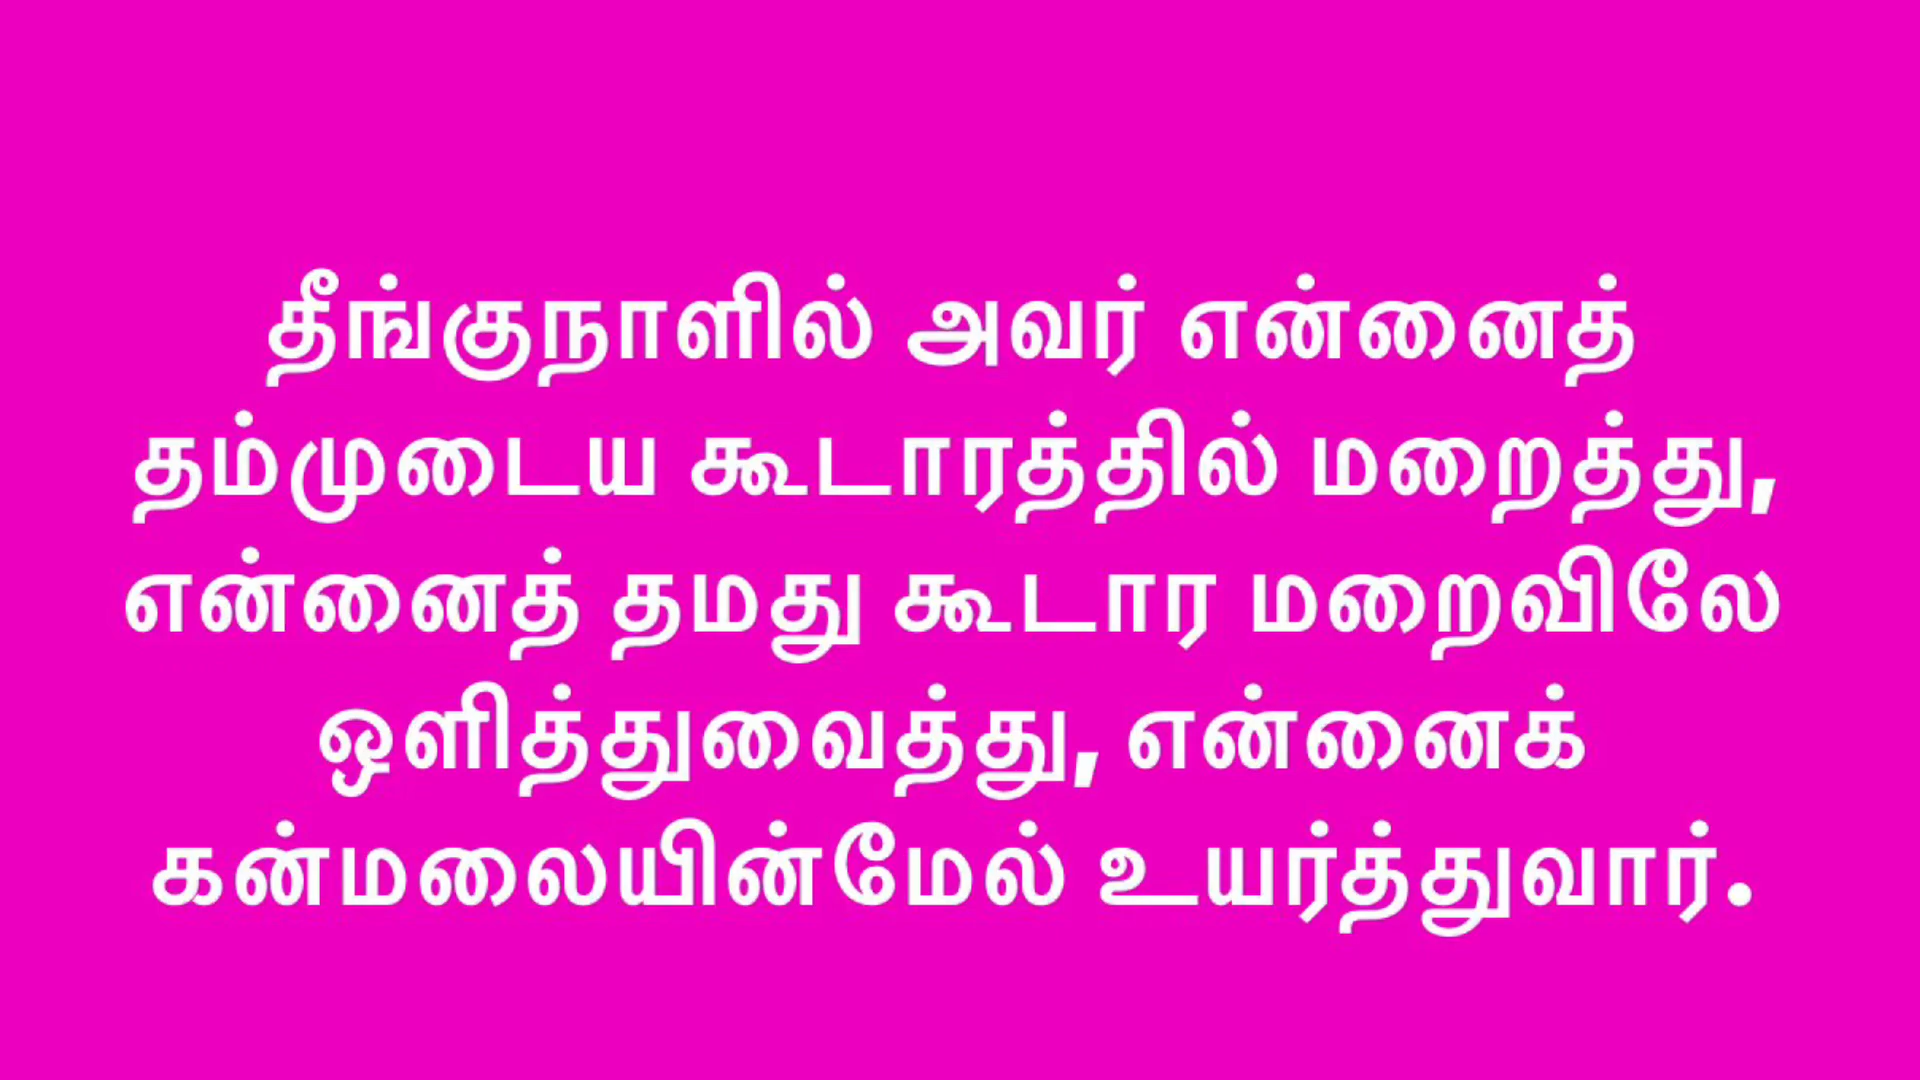 தீங்குநாளில் அவர் என்னைத்
தம்முடைய கூடாரத்தில் மறைத்து,
என்னைத் தமது கூடார மறைவிலே
ஒளித்துவைத்து, என்னைக்
கன்மலையின்மேல் உயர்த்துவார்.